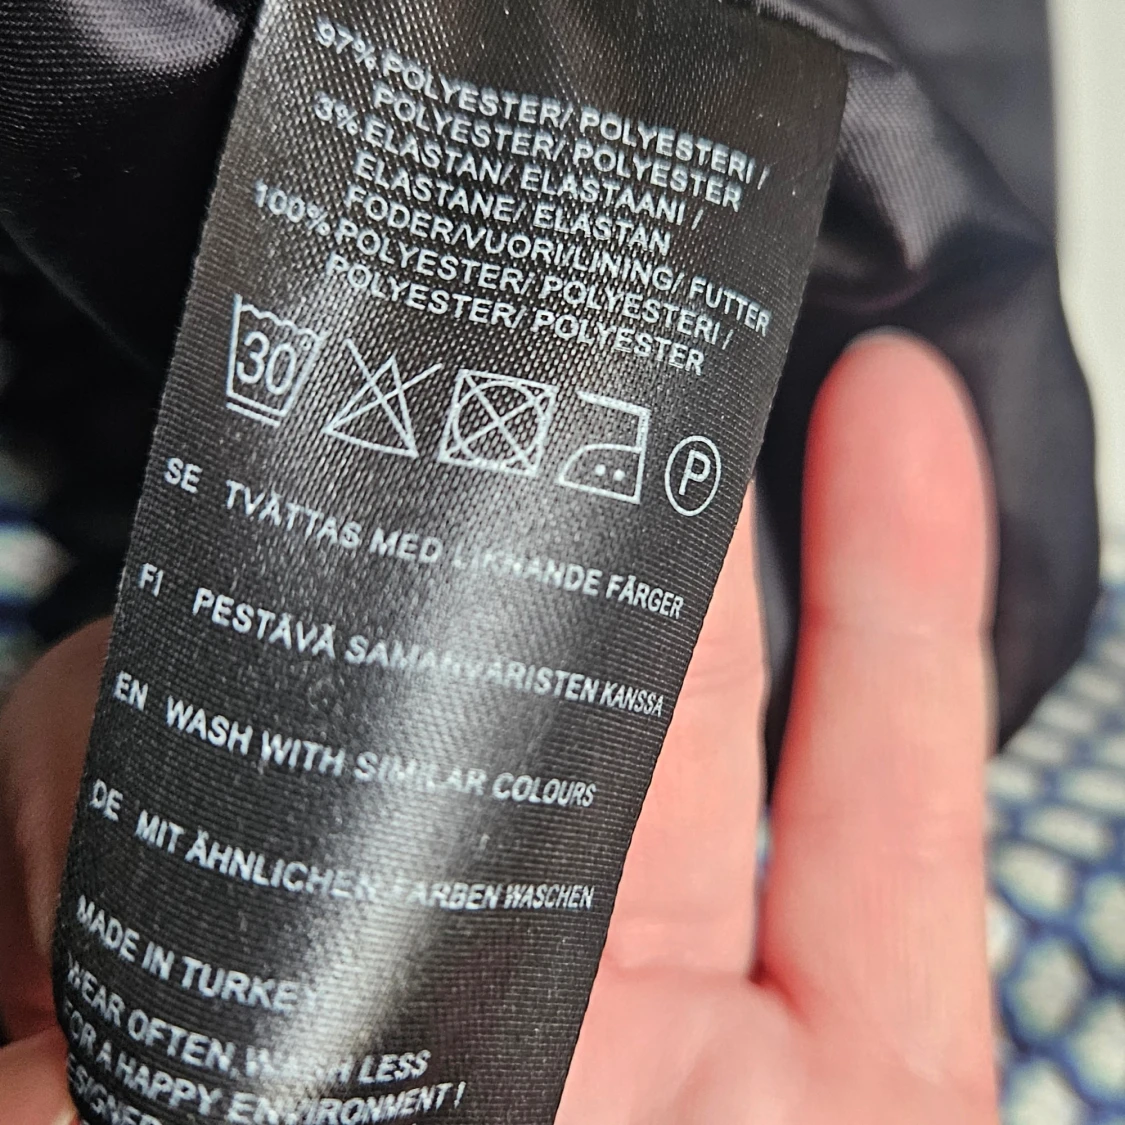 97% POLYESTER/ POLYESTERI /
POLYESTER/ POLYESTER
3% ELASTAN/ ELASTAANI /
ELASTANE/ ELASTAN
FODER/VUORI/LINING/ FUTTER
100% POLYESTER/ POLYESTERI /
POLYESTER/ POLYESTER
30
P
SE TVÄTTAS MED LIKNANDE FÄRGER
FI PESTÄVÄ SAMANVÄRISTEN KANSSA
EN WASH WITH SIMILAR COLOURS
DE MIT ÄHNLICHEN FARBEN WASCHEN
MADE IN TURKEY
WEAR OFTEN, WASH LESS
FOR A HAPPY ENVIRONMENT!